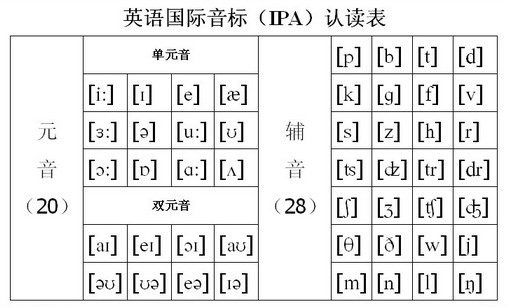 英语国际音标（IPA）认读表
元音（20）
单元音
[i:] [ɪ] [e] [æ]
[ɜ:] [ə] [u:] [ʊ]
[ɔ:] [ɒ] [ɑ:] [ʌ]
双元音
[aɪ] [eɪ] [ɔɪ] [aʊ]
[əʊ] [ʊə] [eə] [ɪə]
辅音（28）
[p] [b] [t] [d]
[k] [g] [f] [v]
[s] [z] [h] [r]
[ʦ] [ʣ] [tr] [dr]
[ʃ] [ʒ] [ʧ] [ʤ]
[θ] [ð] [w] [j]
[m] [n] [l] [ŋ]